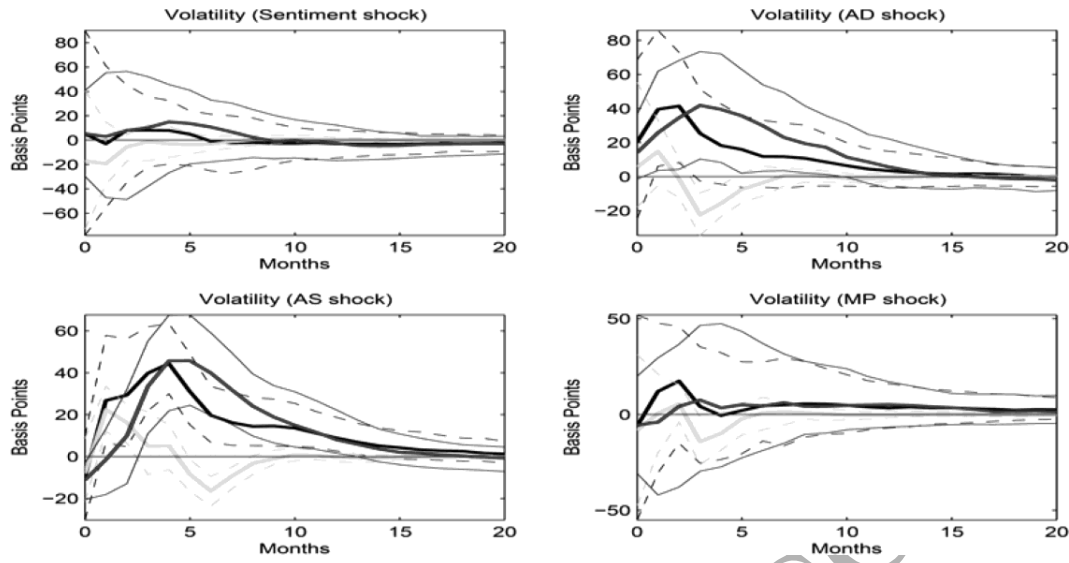 Volatility (Sentiment shock)
80
60
40
20
0
−20
−40
−60
Basis Points
0 5 10 15 20
Months
Volatility (AD shock)
80
60
40
20
0
−20
Basis Points
0 5 10 15 20
Months
Volatility (AS shock)
60
40
20
0
−20
Basis Points
0 5 10 15 20
Months
Volatility (MP shock)
50
0
−50
Basis Points
0 5 10 15 20
Months